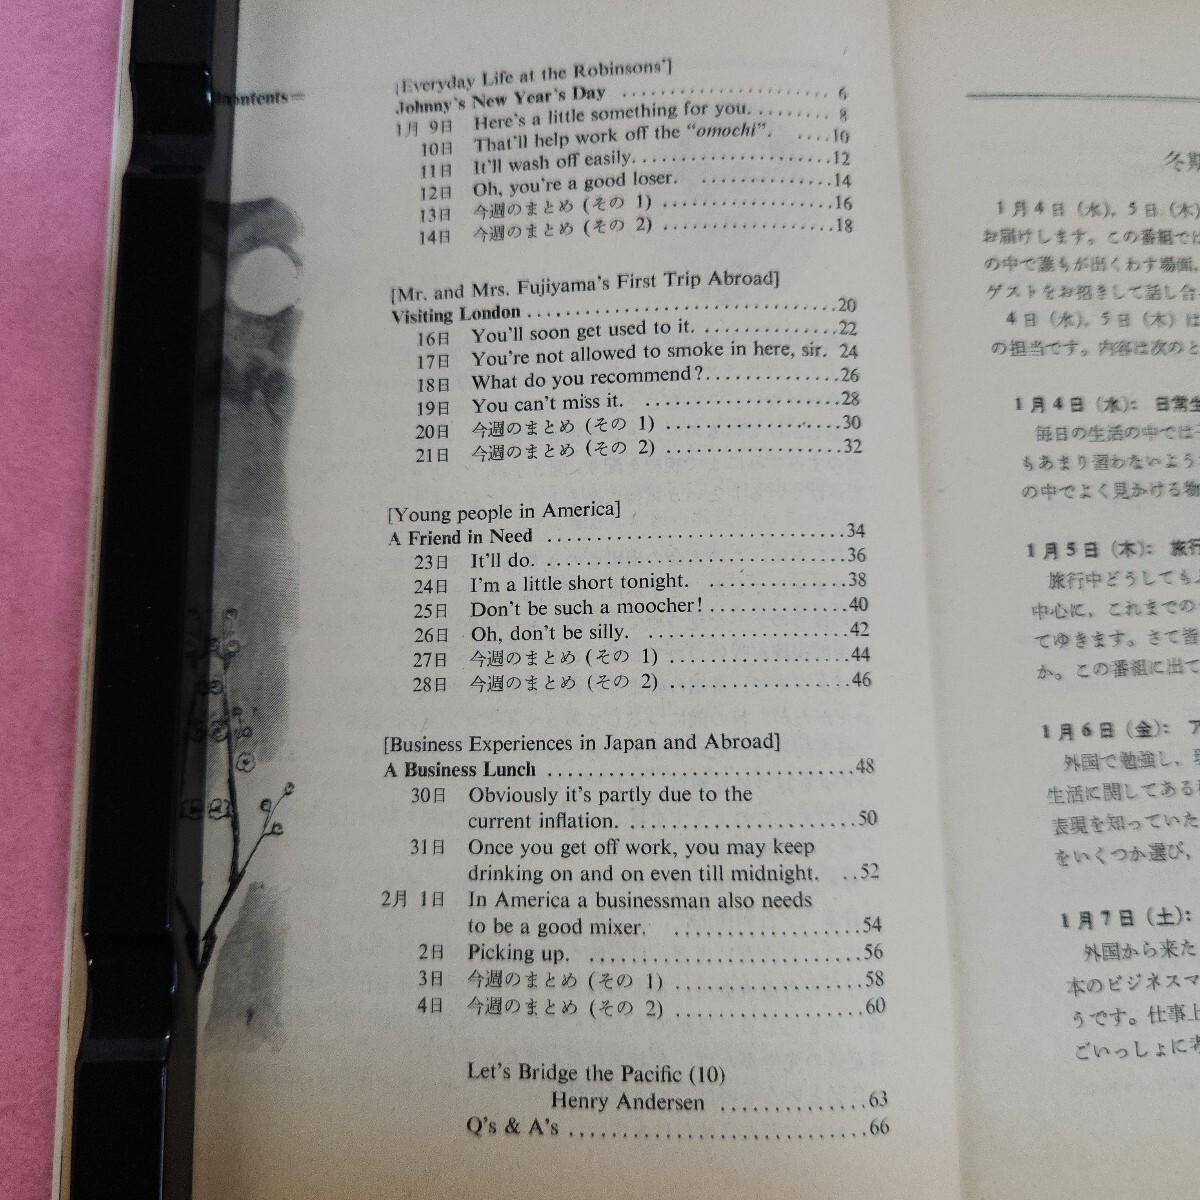 Contents
[Everyday Life at the Robinsons']
Johnny's New Year's Day ........................ 6
1月 9日 Here's a little something for you. ........ 8
10日 That'll help work off the "omochi". ....10
11日 It'll wash off easily.....................12
12日 Oh, you're a good loser. ..............14
13日 今週のまとめ (その 1) ..................16
14日 今週のまとめ (その 2) ..................18
[Mr. and Mrs. Fujiyama's First Trip Abroad]
Visiting London ................................20
16日 You'll soon get used to it. ..............22
17日 You're not allowed to smoke in here, sir. 24
18日 What do you recommend?..............26
19日 You can't miss it. ....................28
20日 今週のまとめ (その 1) ..................30
21日 今週のまとめ (その 2) ..................32
[Young people in America]
A Friend in Need ..............................34
23日 It'll do. ..............................36
24日 I'm a little short tonight. ..............38
25日 Don't be such a moocher! ..............40
26日 Oh, don't be silly. ....................42
27日 今週のまとめ (その 1) ..................44
28日 今週のまとめ (その 2) ..................46
[Business Experiences in Japan and Abroad]
A Business Lunch ..............................48
30日 Obviously it's partly due to the
current inflation. .......................50
31日 Once you get off work, you may keep
drinking on and on even till midnight. ..52
2月 1日 In America a businessman also needs
to be a good mixer. ...................54
2日 Picking up. ...........................56
3日 今週のまとめ (その 1) ...................58
4日 今週のまとめ (その 2) ...................60
Let's Bridge the Pacific (10)
Henry Andersen ...............63
Q's & A's ..............................66
冬期
1月4日 (水), 5日 (木)
お届けします。この番組では
の中で誰もが出くわす場面,
ゲストをお招きして話し合
4日 (水), 5日 (木) は
の担当です。内容は次のと
1月4日 (水): 日常生
毎日の生活の中では
もあまり習わないよう
の中でよく見かける物
1月5日 (木): 旅行
旅行中どうしても
中心に, これまでの
てゆきます。さて皆
か。この番組に出て
1月6日 (金): ア
外国で勉強し,
生活に関してある
表現を知っていた
をいくつか選び,
1月7日 (土):
外国から来た
本のビジネスマ
うです。仕事上
ごいっしょに考